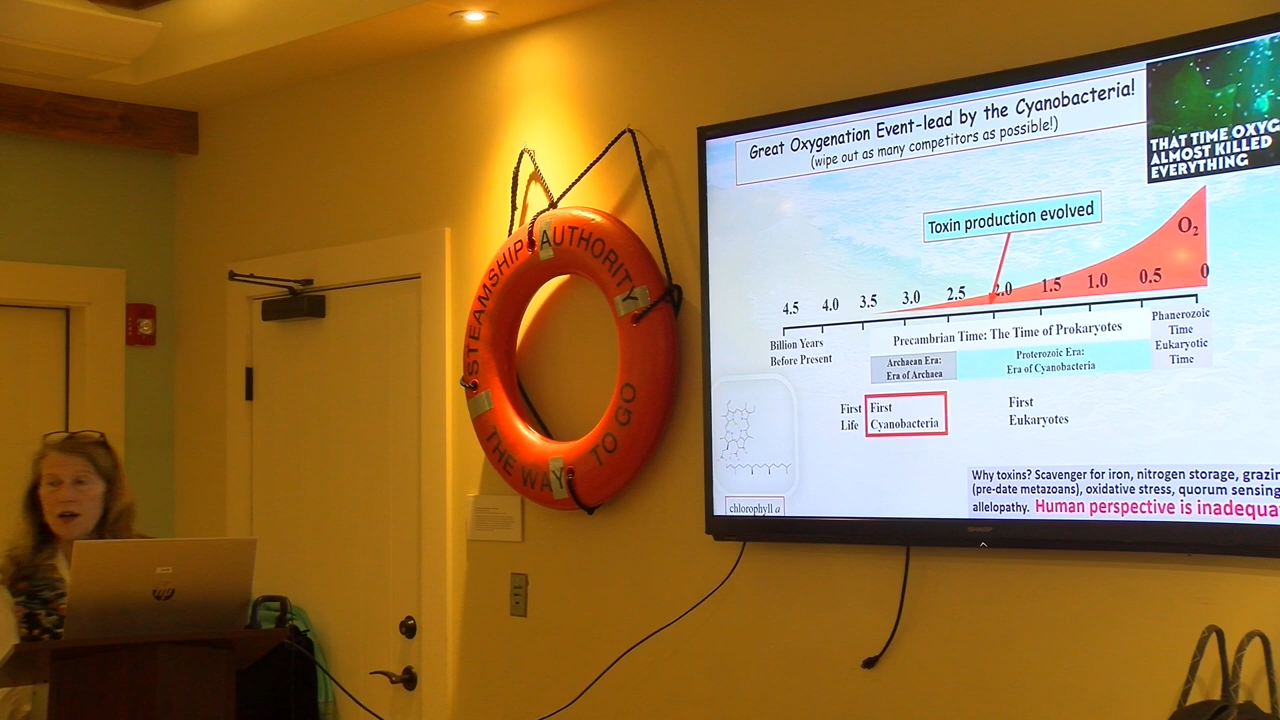 Great Oxygenation Event-lead by the Cyanobacteria!
(wipe out as many competitors as possible!)
THAT TIME OXYG
ALMOST KILLED
EVERYTHING
Toxin production evolved
O2
4.5 4.0 3.5 3.0 2.5 2.0 1.5 1.0 0.5 0
Billion Years
Before Present
Precambrian Time: The Time of Prokaryotes
Phanerozoic
Time
Eukaryotic
Time
Archaean Era:
Era of Archaea
Proterozoic Era:
Era of Cyanobacteria
First
Life
First
Cyanobacteria
First
Eukaryotes
chlorophyll a
Why toxins? Scavenger for iron, nitrogen storage, grazin
(pre-date metazoans), oxidative stress, quorum sensing
allelopathy. Human perspective is inadequa
SHARP
STEAMSHIP AUTHORITY
THE WAY TO GO
hp